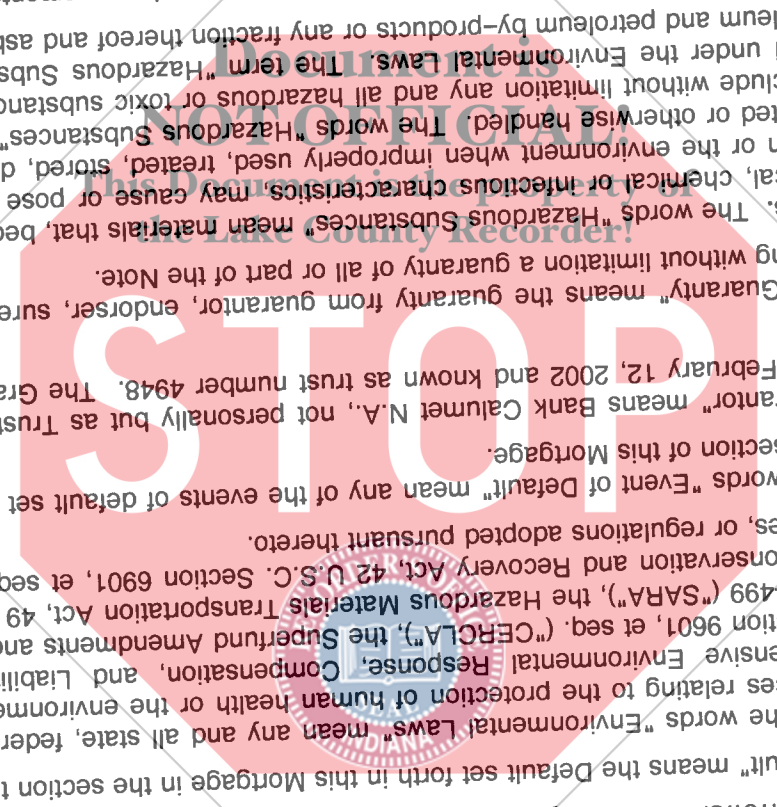 ult" means the Default set forth in this Mortgage in the section t
he words "Environmental Laws" mean any and all state, federa
ces relating to the protection of human health or the environme
ensive Environmental Response, Compensation, and Liabili
tion 9601, et seq. ("CERCLA"), the Superfund Amendments and
499 ("SARA"), the Hazardous Materials Transportation Act, 49
onservation and Recovery Act, 42 U.S.C. Section 6901, et seq
es, or regulations adopted pursuant thereto.
words "Event of Default" mean any of the events of default set
section of this Mortgage.
rantor" means Bank Calumet N.A., not personally but as Trust
February 12, 2002 and known as trust number 4948. The Gra
Guaranty" means the guaranty from guarantor, endorser, sure
ng without limitation a guaranty of all or part of the Note.
s. The words "Hazardous Substances" mean materials that, bec
cal, chemical or infectious characteristics, may cause or pose
n or the environment when improperly used, treated, stored, d
ted or otherwise handled. The words "Hazardous Substances"
clude without limitation any and all hazardous or toxic substanc
d under the Environmental Laws. The term "Hazardous Subs
leum and petroleum by-products or any fraction thereof and asb
Document is
NOT OFFICIAL!
This Document is the property of
the Lake County Recorder!
STOP
RECORDER
SEAL
INDIANA